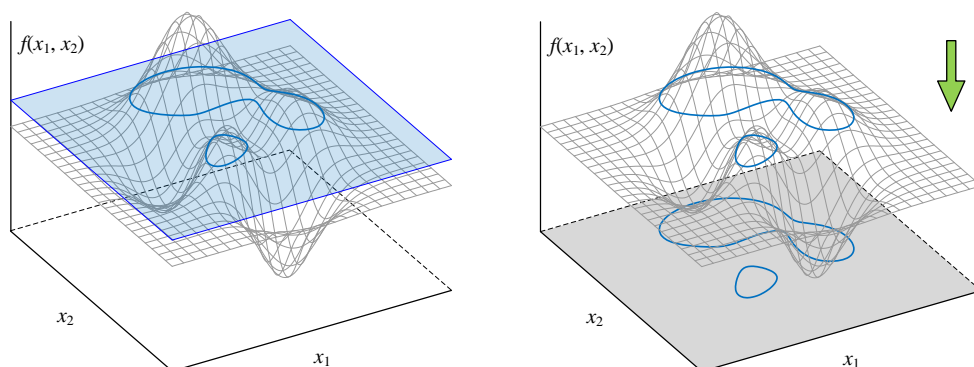 f(x₁, x₂)
x₂
x₁
f(x₁, x₂)
x₂
x₁